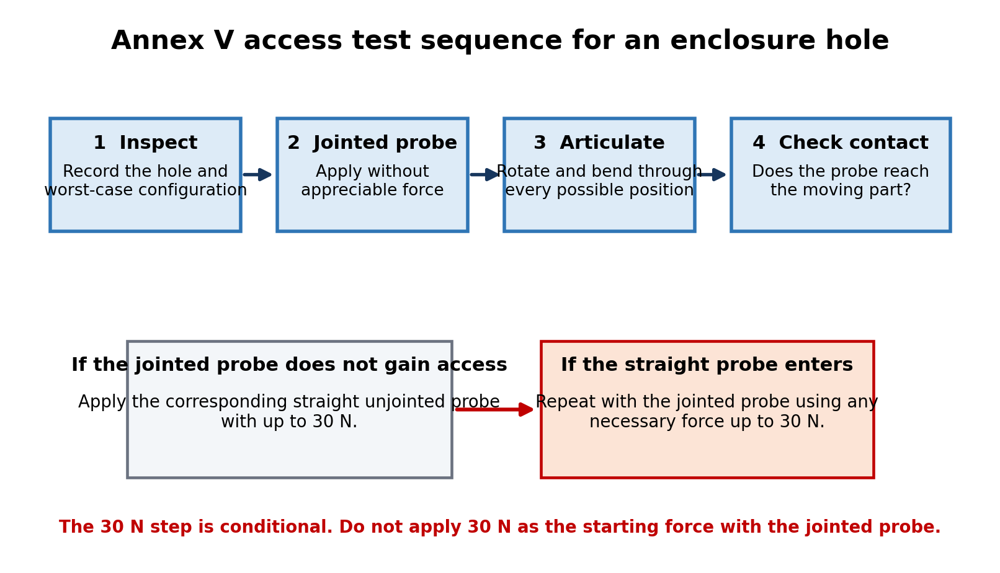 Annex V access test sequence for an enclosure hole
1  Inspect
Record the hole and
worst-case configuration
2  Jointed probe
Apply without
appreciable force
3  Articulate
Rotate and bend through
every possible position
4  Check contact
Does the probe reach
the moving part?
If the jointed probe does not gain access
Apply the corresponding straight unjointed probe
with up to 30 N.
If the straight probe enters
Repeat with the jointed probe using any
necessary force up to 30 N.
The 30 N step is conditional. Do not apply 30 N as the starting force with the jointed probe.